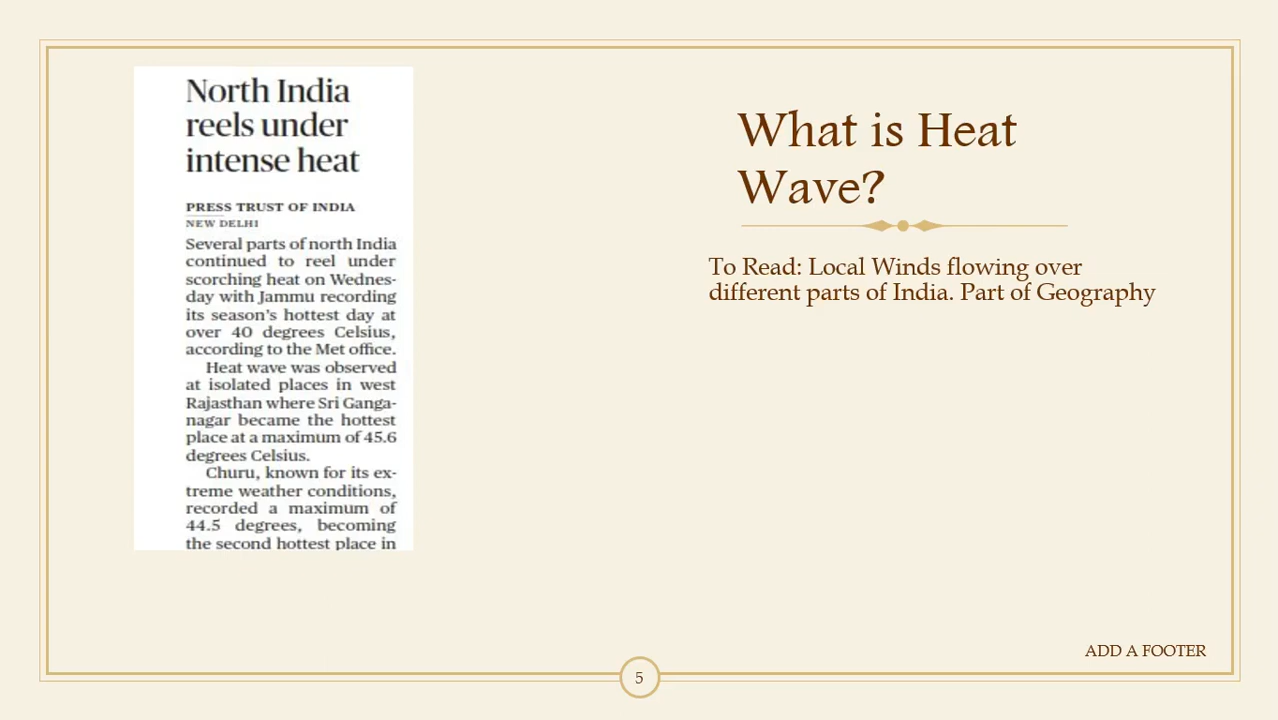 North India
reels under
intense heat
PRESS TRUST OF INDIA
NEW DELHI
Several parts of north India
continued to reel under
scorching heat on Wednes-
day with Jammu recording
its season's hottest day at
over 40 degrees Celsius,
according to the Met office.
Heat wave was observed
at isolated places in west
Rajasthan where Sri Ganga-
nagar became the hottest
place at a maximum of 45.6
degrees Celsius.
Churu, known for its ex-
treme weather conditions,
recorded a maximum of
44.5 degrees, becoming
the second hottest place in
What is Heat
Wave?
To Read: Local Winds flowing over
different parts of India. Part of Geography
ADD A FOOTER
5